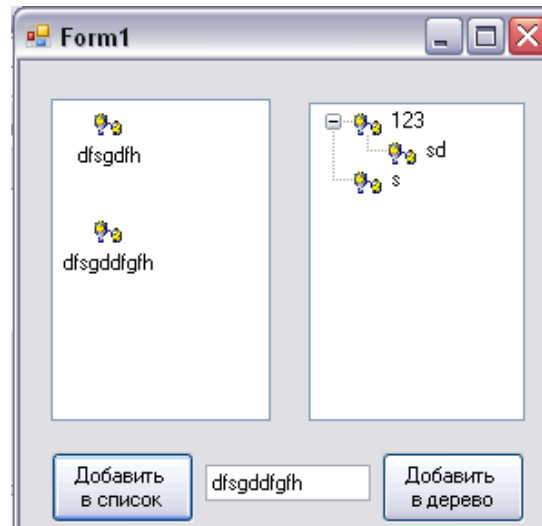 Form1
dfsgdfh
dfsgddfgfh
123
sd
s
Добавить
в список
dfsgddfgfh
Добавить
в дерево